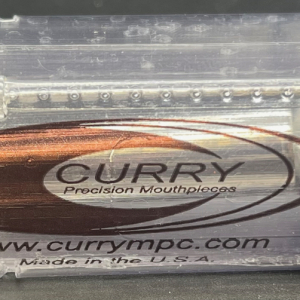 CURRY
Precision Mouthpieces
www.currympc.com
Made in the U.S.A.